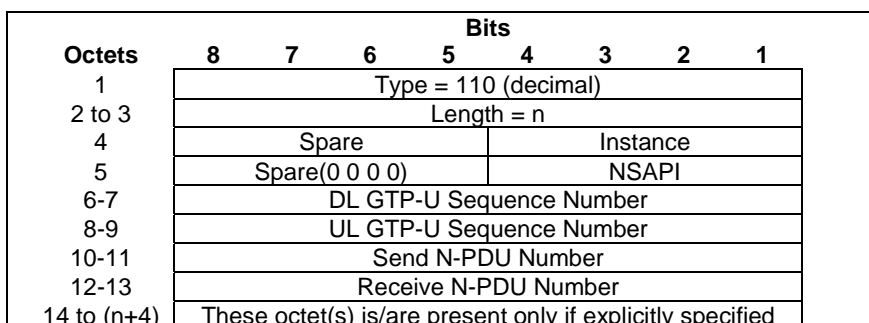 Bits
Octets 8 7 6 5 4 3 2 1
1 Type = 110 (decimal)
2 to 3 Length = n
4 Spare Instance
5 Spare(0 0 0 0) NSAPI
6-7 DL GTP-U Sequence Number
8-9 UL GTP-U Sequence Number
10-11 Send N-PDU Number
12-13 Receive N-PDU Number
14 to (n+4) These octet(s) is/are present only if explicitly specified